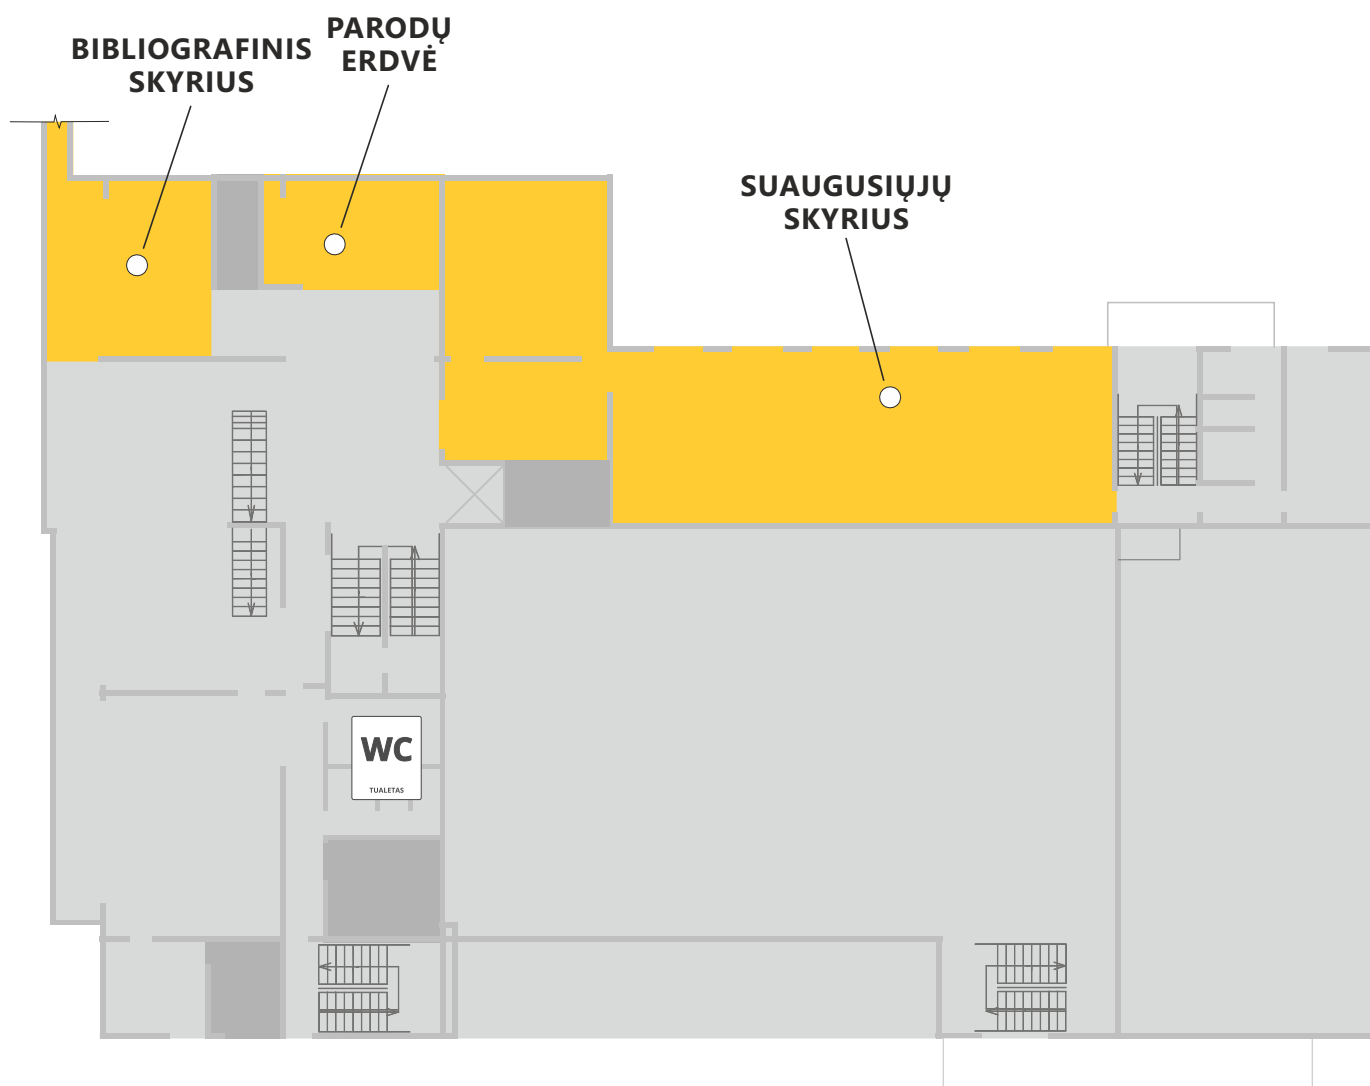 BIBLIOGRAFINIS
SKYRIUS
PARODŲ
ERDVĖ
SUAUGUSIŲJŲ
SKYRIUS
WC
TUALETAS